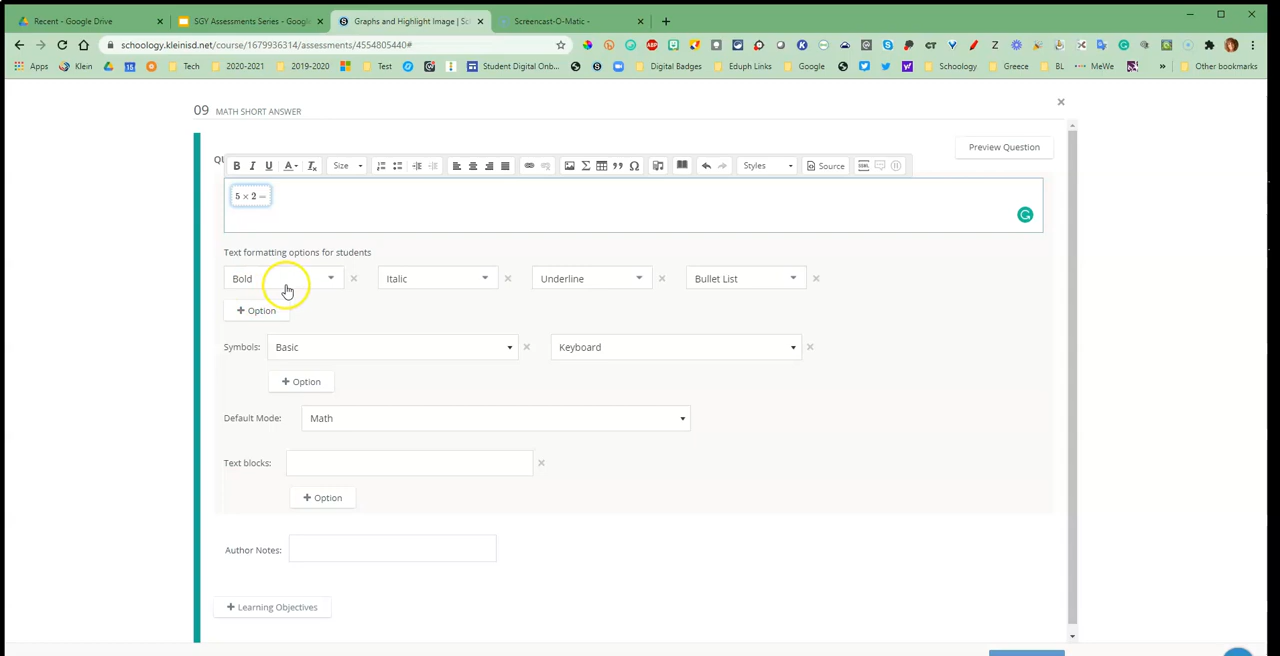 Recent - Google Drive
SGY Assessments Series - Google
Graphs and Highlight Image | Sc
Screencast-O-Matic -
schoology.kleinisd.net/course/1679936314/assessments/4554805440#
Apps
Klein
Tech
2020-2021
2019-2020
Test
Student Digital Onb...
Digital Badges
Eduph Links
Google
Schoology
Greece
BL
MeWe
Other bookmarks
09 MATH SHORT ANSWER
Preview Question
B I U A Ix Size
Styles
Source
5 × 2 =
Text formatting options for students
Bold
Italic
Underline
Bullet List
+ Option
Symbols: Basic
Keyboard
+ Option
Default Mode: Math
Text blocks:
+ Option
Author Notes:
+ Learning Objectives